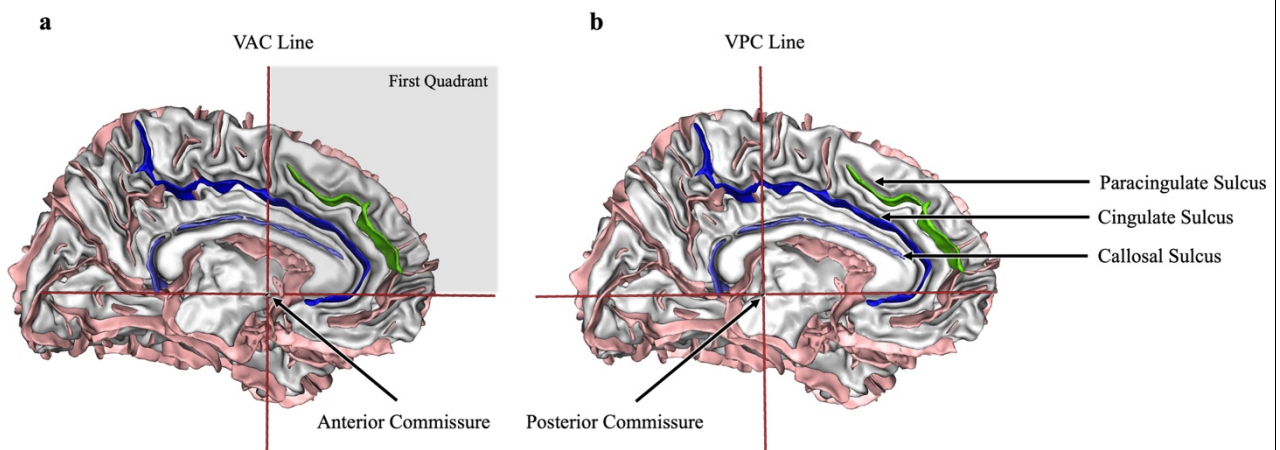 a
VAC Line
First Quadrant
Anterior Commissure
b
VPC Line
Paracingulate Sulcus
Cingulate Sulcus
Callosal Sulcus
Posterior Commissure